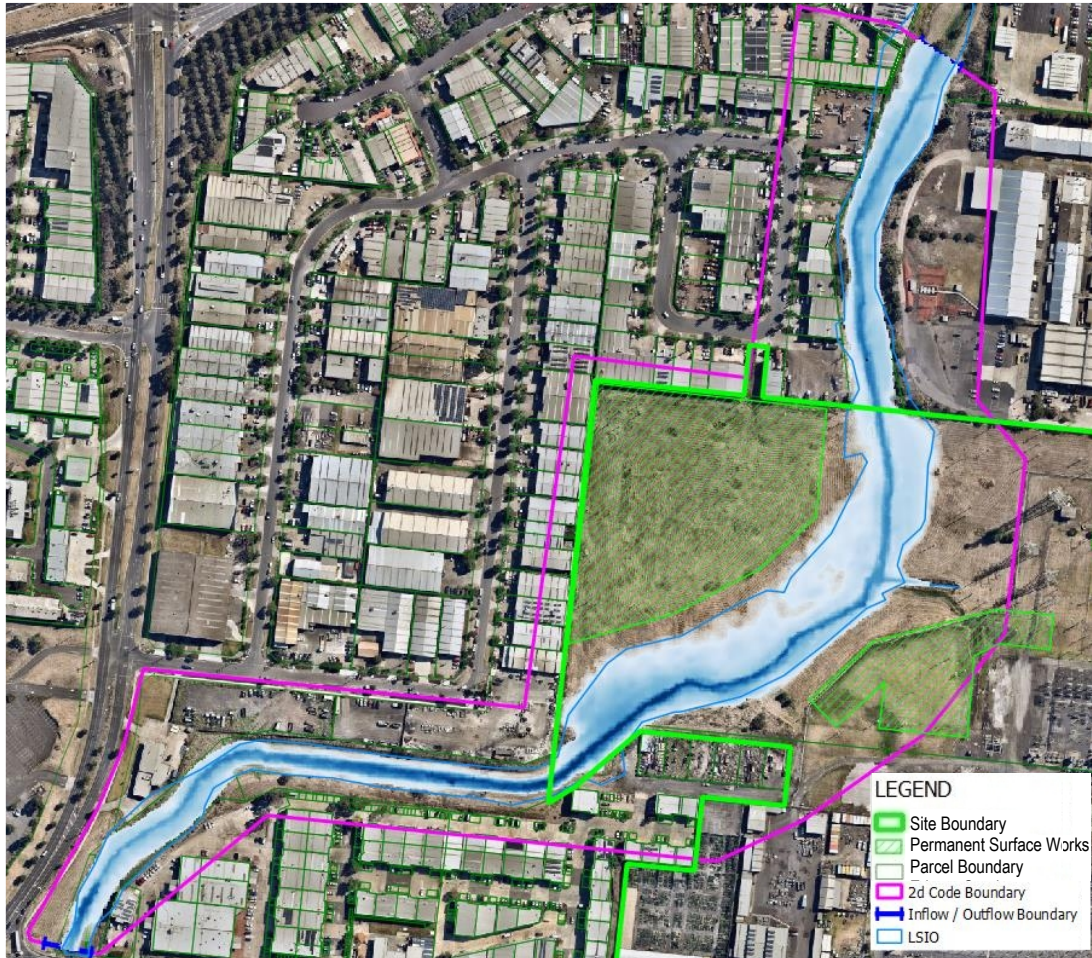 LEGEND
Site Boundary
Permanent Surface Works
Parcel Boundary
2d Code Boundary
Inflow / Outflow Boundary
LSIO